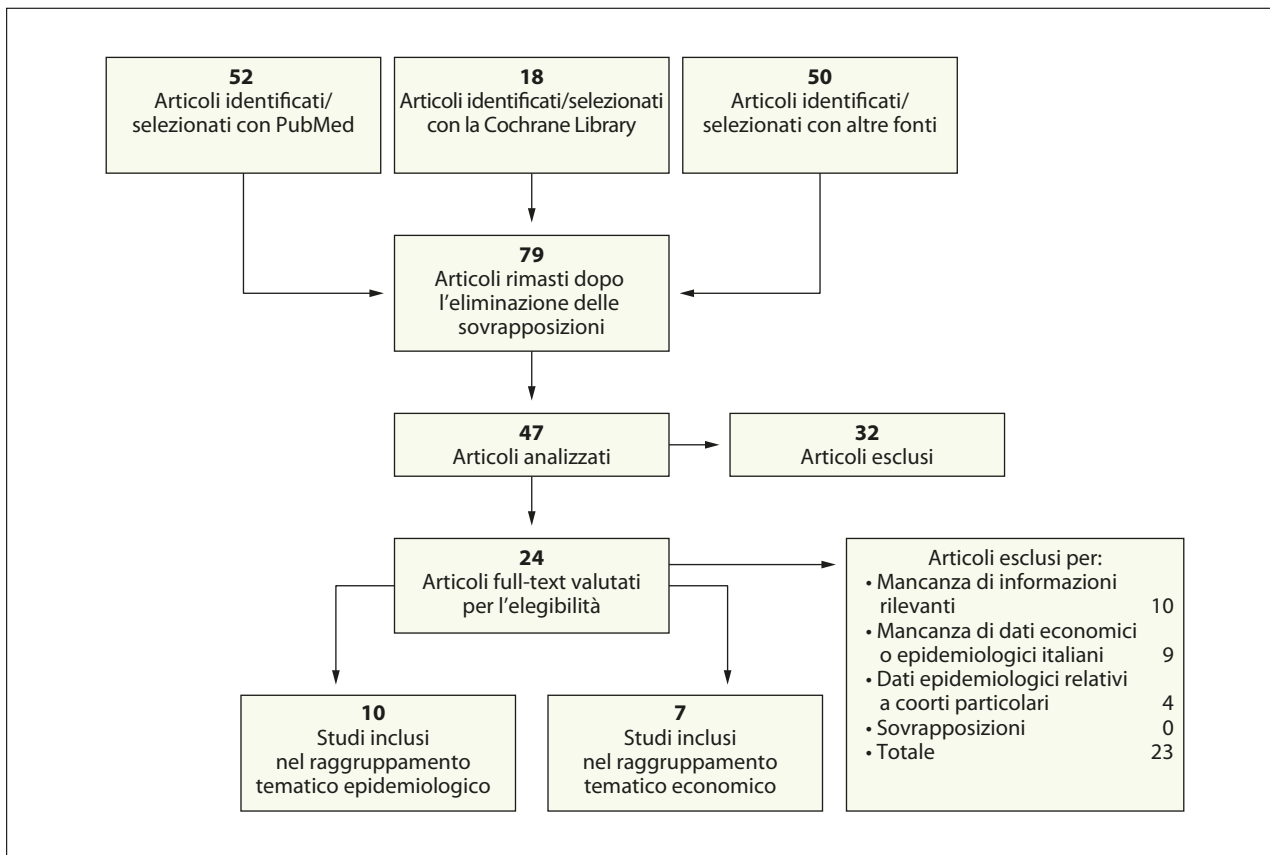 52
Articoli identificati/
selezionati con PubMed
18
Articoli identificati/selezionati
con la Cochrane Library
50
Articoli identificati/
selezionati con altre fonti
79
Articoli rimasti dopo
l’eliminazione delle
sovrapposizioni
47
Articoli analizzati
32
Articoli esclusi
24
Articoli full-text valutati
per l’elegibilità
Articoli esclusi per:
• Mancanza di informazioni
rilevanti 10
• Mancanza di dati economici
o epidemiologici italiani 9
• Dati epidemiologici relativi
a coorti particolari 4
• Sovrapposizioni 0
• Totale 23
10
Studi inclusi
nel raggruppamento
tematico epidemiologico
7
Studi inclusi
nel raggruppamento
tematico economico